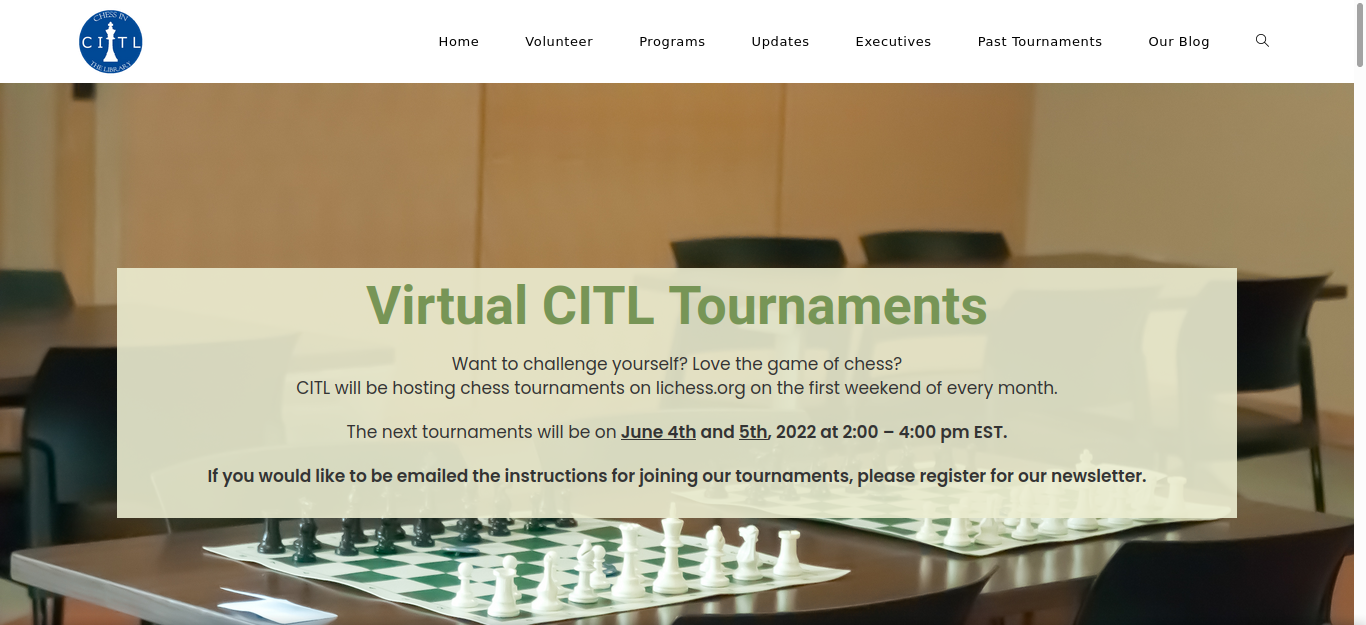 CHESS IN
CITL
THE LIBRARY
Home
Volunteer
Programs
Updates
Executives
Past Tournaments
Our Blog
Virtual CITL Tournaments
Want to challenge yourself? Love the game of chess?
CITL will be hosting chess tournaments on lichess.org on the first weekend of every month.
The next tournaments will be on June 4th and 5th, 2022 at 2:00 – 4:00 pm EST.
If you would like to be emailed the instructions for joining our tournaments, please register for our newsletter.